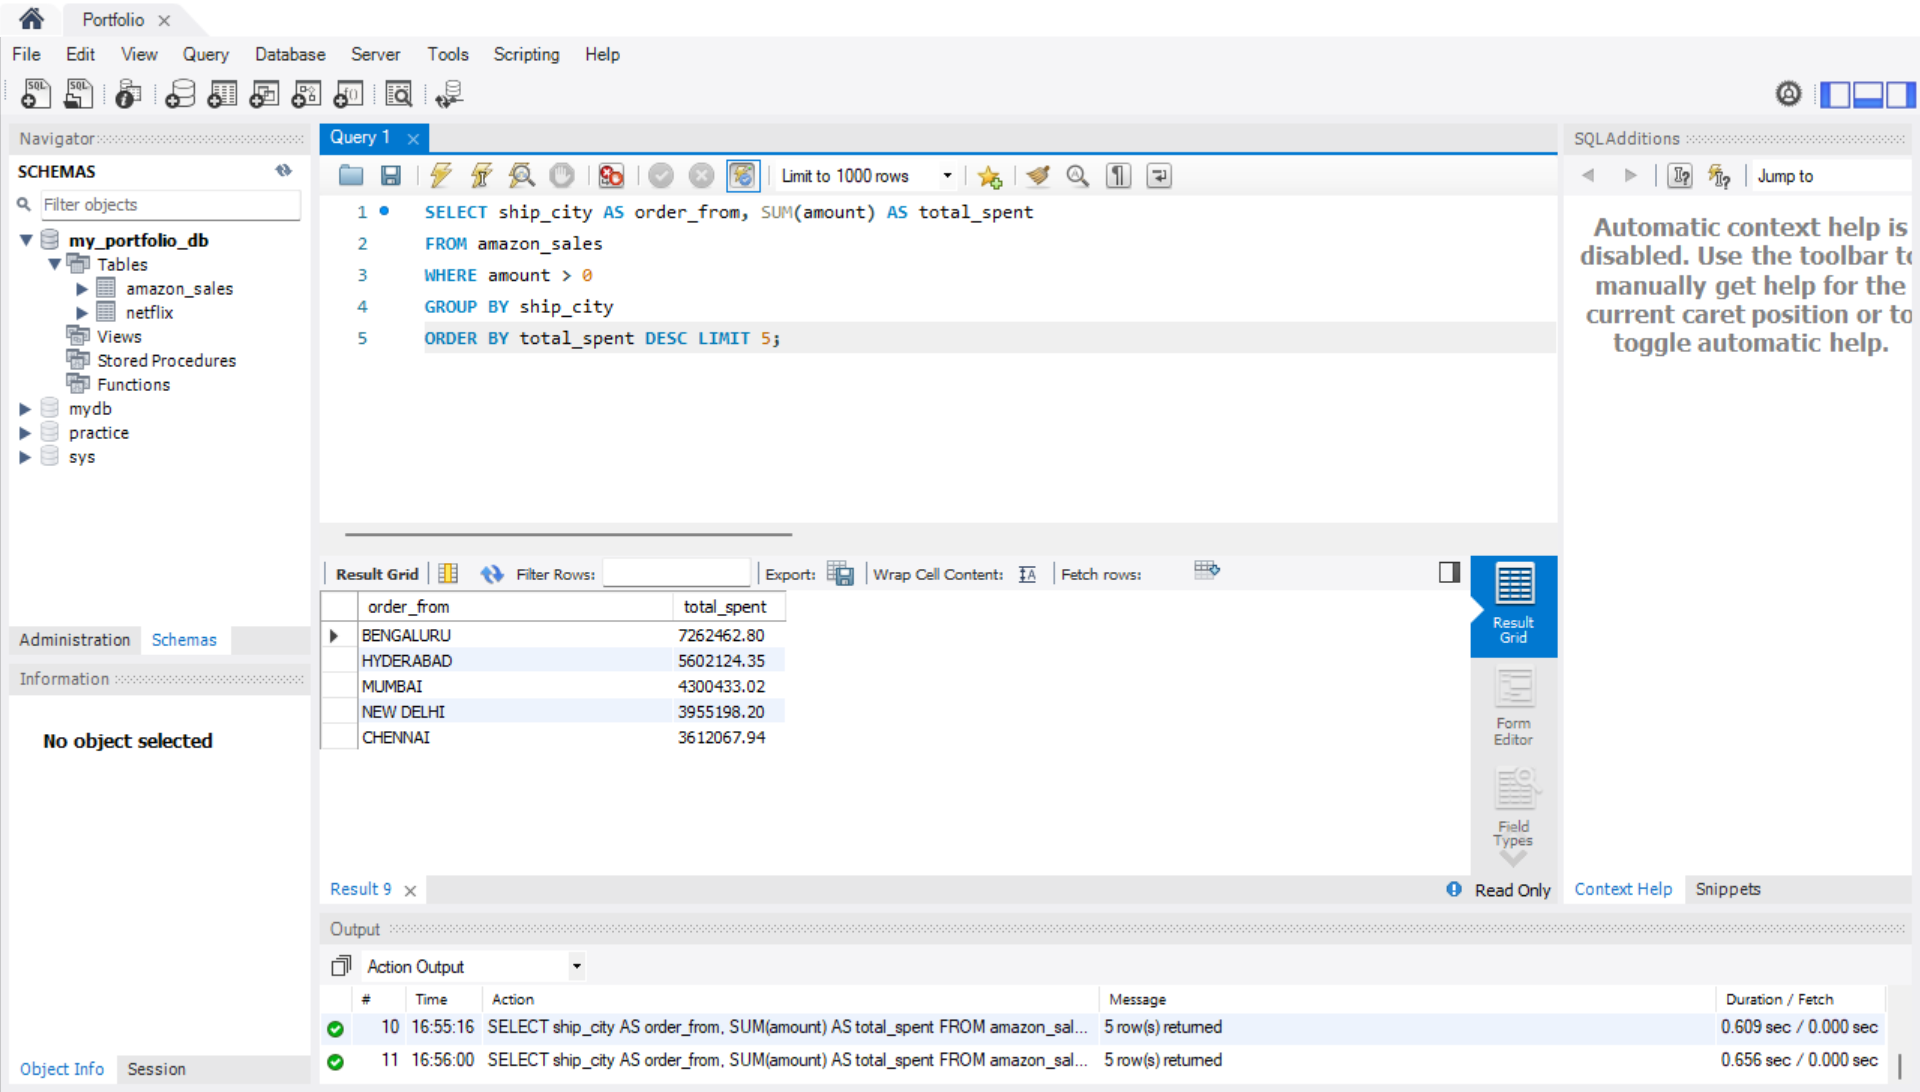 Portfolio
File Edit View Query Database Server Tools Scripting Help
Navigator
SCHEMAS
Filter objects
my_portfolio_db
Tables
amazon_sales
netflix
Views
Stored Procedures
Functions
mydb
practice
sys
Administration Schemas
Information
No object selected
Object Info Session
Query 1
Limit to 1000 rows
1 SELECT ship_city AS order_from, SUM(amount) AS total_spent
2 FROM amazon_sales
3 WHERE amount > 0
4 GROUP BY ship_city
5 ORDER BY total_spent DESC LIMIT 5;
Result Grid Filter Rows: Export: Wrap Cell Content: Fetch rows:
order_from total_spent
BENGALURU 7262462.80
HYDERABAD 5602124.35
MUMBAI 4300433.02
NEW DELHI 3955198.20
CHENNAI 3612067.94
Result
Grid
Form
Editor
Field
Types
Result 9 Read Only
SQLAdditions
Jump to
Automatic context help is
disabled. Use the toolbar to
manually get help for the
current caret position or to
toggle automatic help.
Context Help Snippets
Output
Action Output
# Time Action Message Duration / Fetch
10 16:55:16 SELECT ship_city AS order_from, SUM(amount) AS total_spent FROM amazon_sal... 5 row(s) returned 0.609 sec / 0.000 sec
11 16:56:00 SELECT ship_city AS order_from, SUM(amount) AS total_spent FROM amazon_sal... 5 row(s) returned 0.656 sec / 0.000 sec